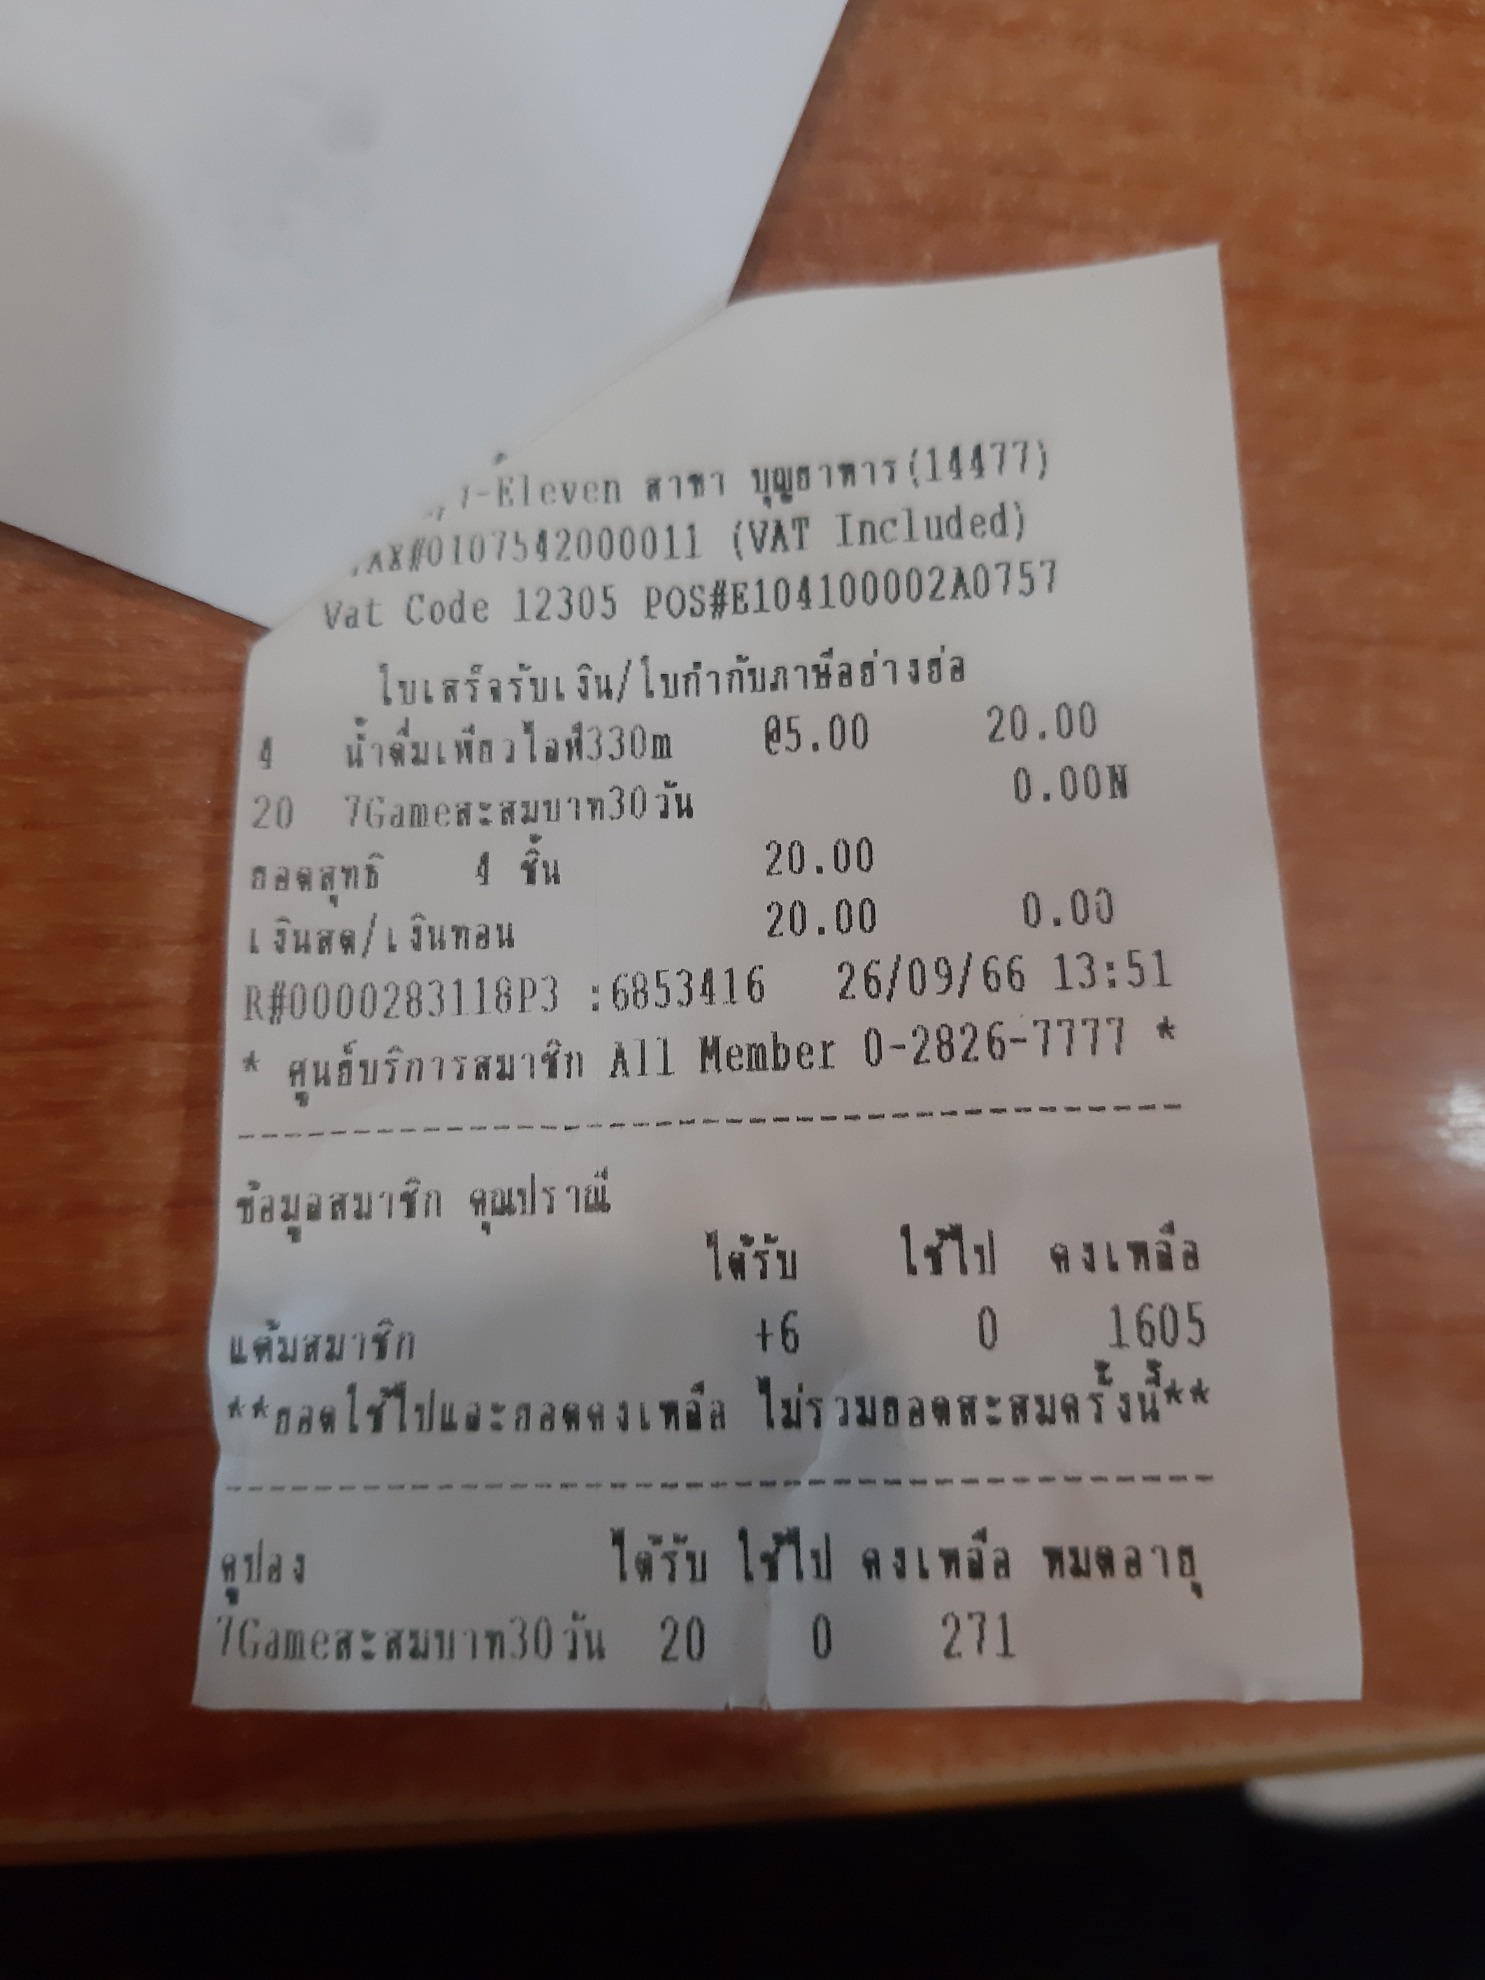 7-Eleven สาขา บุญยาหาร(14477)
TAX#0107542000011 (VAT Included)
Vat Code 12305 POS#E104100002A0757
ใบเสร็จรับเงิน/ใบกำกับภาษีอย่างย่อ
4 น้ำดื่มเพียวไลฟ์330m @5.00 20.00
20 7Gameสะสมบาท30วัน 0.00N
ยอดสุทธิ 4 ชิ้น 20.00
เงินสด/เงินทอน 20.00 0.00
R#0000283118P3 :6853416 26/09/66 13:51
* ศูนย์บริการสมาชิก All Member 0-2826-7777 *
ข้อมูลสมาชิก คุณปราณี
ได้รับ ใช้ไป คงเหลือ
แต้มสมาชิก +6 0 1605
**ยอดใช้ไปและยอดคงเหลือ ไม่รวมยอดสะสมครั้งนี้**
คูปอง ได้รับ ใช้ไป คงเหลือ หมดอายุ
7Gameสะสมบาท30วัน 20 0 271